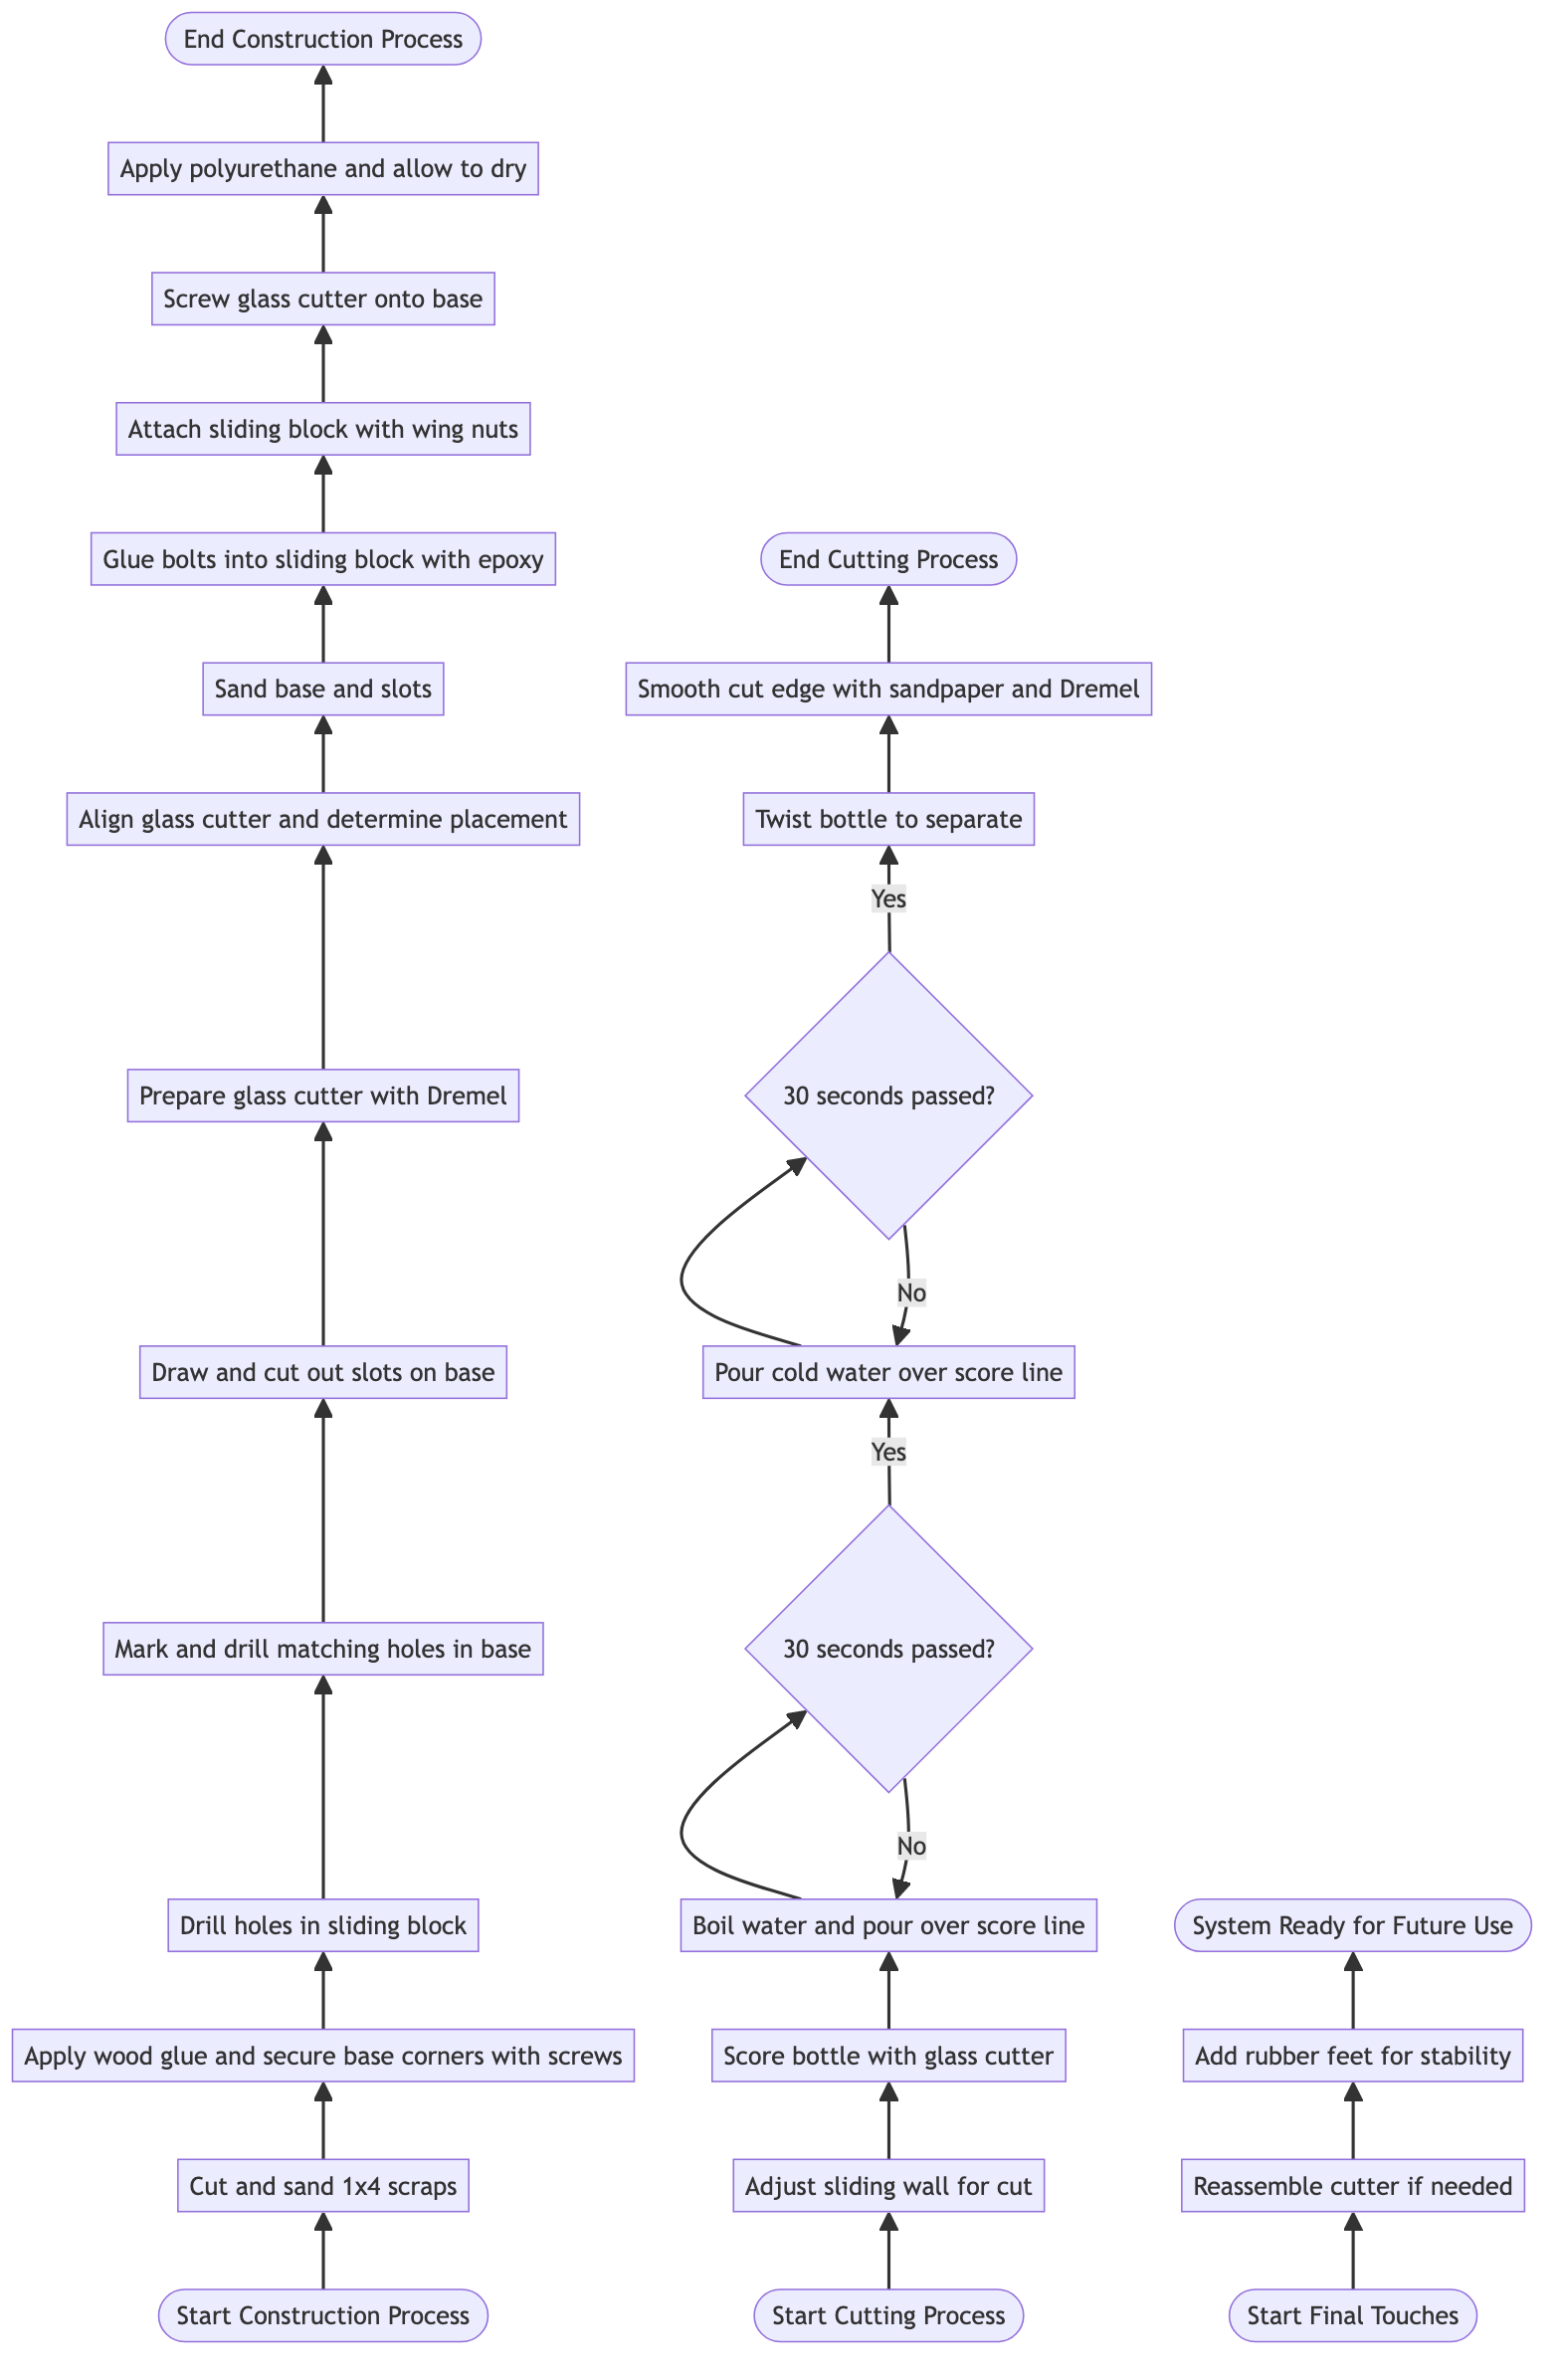 End Construction Process
Apply polyurethane and allow to dry
Screw glass cutter onto base
Attach sliding block with wing nuts
Glue bolts into sliding block with epoxy
Sand base and slots
Align glass cutter and determine placement
Prepare glass cutter with Dremel
Draw and cut out slots on base
Mark and drill matching holes in base
Drill holes in sliding block
Apply wood glue and secure base corners with screws
Cut and sand 1x4 scraps
Start Construction Process
End Cutting Process
Smooth cut edge with sandpaper and Dremel
Twist bottle to separate
Yes
30 seconds passed?
No
Pour cold water over score line
Yes
30 seconds passed?
No
Boil water and pour over score line
Score bottle with glass cutter
Adjust sliding wall for cut
Start Cutting Process
System Ready for Future Use
Add rubber feet for stability
Reassemble cutter if needed
Start Final Touches